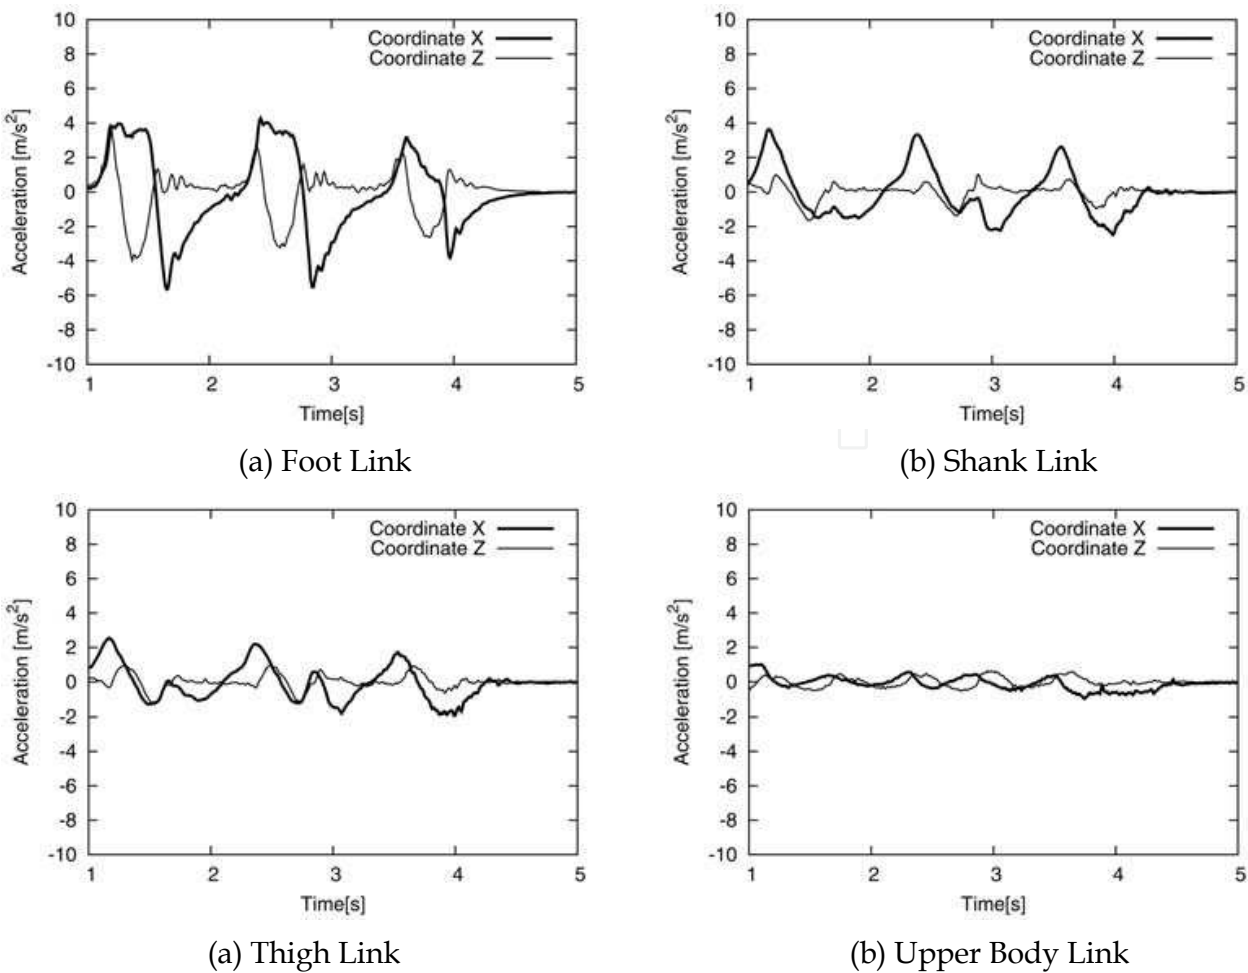 10
8
6
4
2
0
-2
-4
-6
-8
-10
Acceleration [m/s²]
Coordinate X
Coordinate Z
1 2 3 4 5
Time[s]
(a) Foot Link
10
8
6
4
2
0
-2
-4
-6
-8
-10
Acceleration [m/s²]
Coordinate X
Coordinate Z
1 2 3 4 5
Time[s]
(b) Shank Link
10
8
6
4
2
0
-2
-4
-6
-8
-10
Acceleration [m/s²]
Coordinate X
Coordinate Z
1 2 3 4 5
Time[s]
(a) Thigh Link
10
8
6
4
2
0
-2
-4
-6
-8
-10
Acceleration [m/s²]
Coordinate X
Coordinate Z
1 2 3 4 5
Time[s]
(b) Upper Body Link